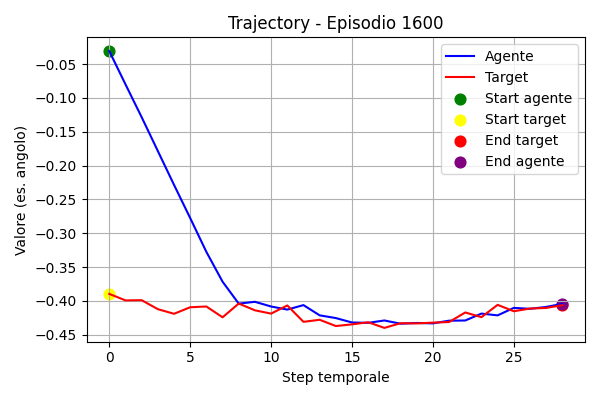 Trajectory - Episodio 1600
Agente
Target
Start agente
Start target
End target
End agente
Valore (es. angolo)
−0.05
−0.10
−0.15
−0.20
−0.25
−0.30
−0.35
−0.40
−0.45
0
5
10
15
20
25
Step temporale